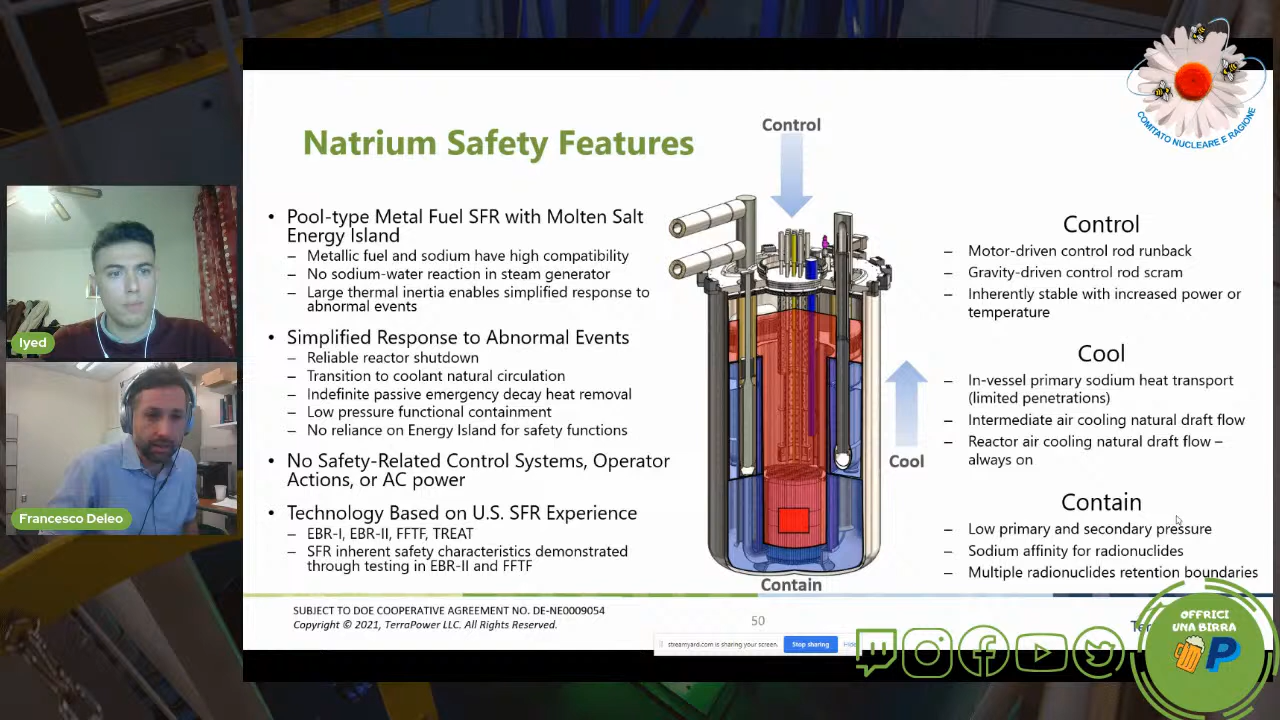 Control
COMITATO NUCLEARE E RAGIONE
Natrium Safety Features
• Pool-type Metal Fuel SFR with Molten Salt
Energy Island
– Metallic fuel and sodium have high compatibility
– No sodium-water reaction in steam generator
– Large thermal inertia enables simplified response to
abnormal events
• Simplified Response to Abnormal Events
– Reliable reactor shutdown
– Transition to coolant natural circulation
– Indefinite passive emergency decay heat removal
– Low pressure functional containment
– No reliance on Energy Island for safety functions
• No Safety-Related Control Systems, Operator
Actions, or AC power
• Technology Based on U.S. SFR Experience
– EBR-I, EBR-II, FFTF, TREAT
– SFR inherent safety characteristics demonstrated
through testing in EBR-II and FFTF
Cool
Contain
Control
– Motor-driven control rod runback
– Gravity-driven control rod scram
– Inherently stable with increased power or
temperature
Cool
– In-vessel primary sodium heat transport
(limited penetrations)
– Intermediate air cooling natural draft flow
– Reactor air cooling natural draft flow –
always on
Contain
– Low primary and secondary pressure
– Sodium affinity for radionuclides
– Multiple radionuclides retention boundaries
Iyed
Francesco Deleo
SUBJECT TO DOE COOPERATIVE AGREEMENT NO. DE-NE0009054
Copyright © 2021, TerraPower LLC. All Rights Reserved.
50
streamyard.com is sharing your screen.
Stop sharing
OFFRICI
UNA BIRRA